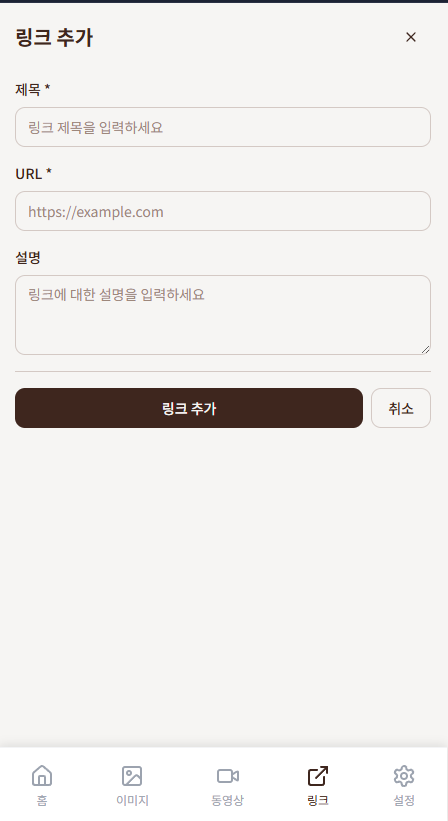 링크 추가
제목 *
링크 제목을 입력하세요
URL *
https://example.com
설명
링크에 대한 설명을 입력하세요
링크 추가
취소
홈
이미지
동영상
링크
설정